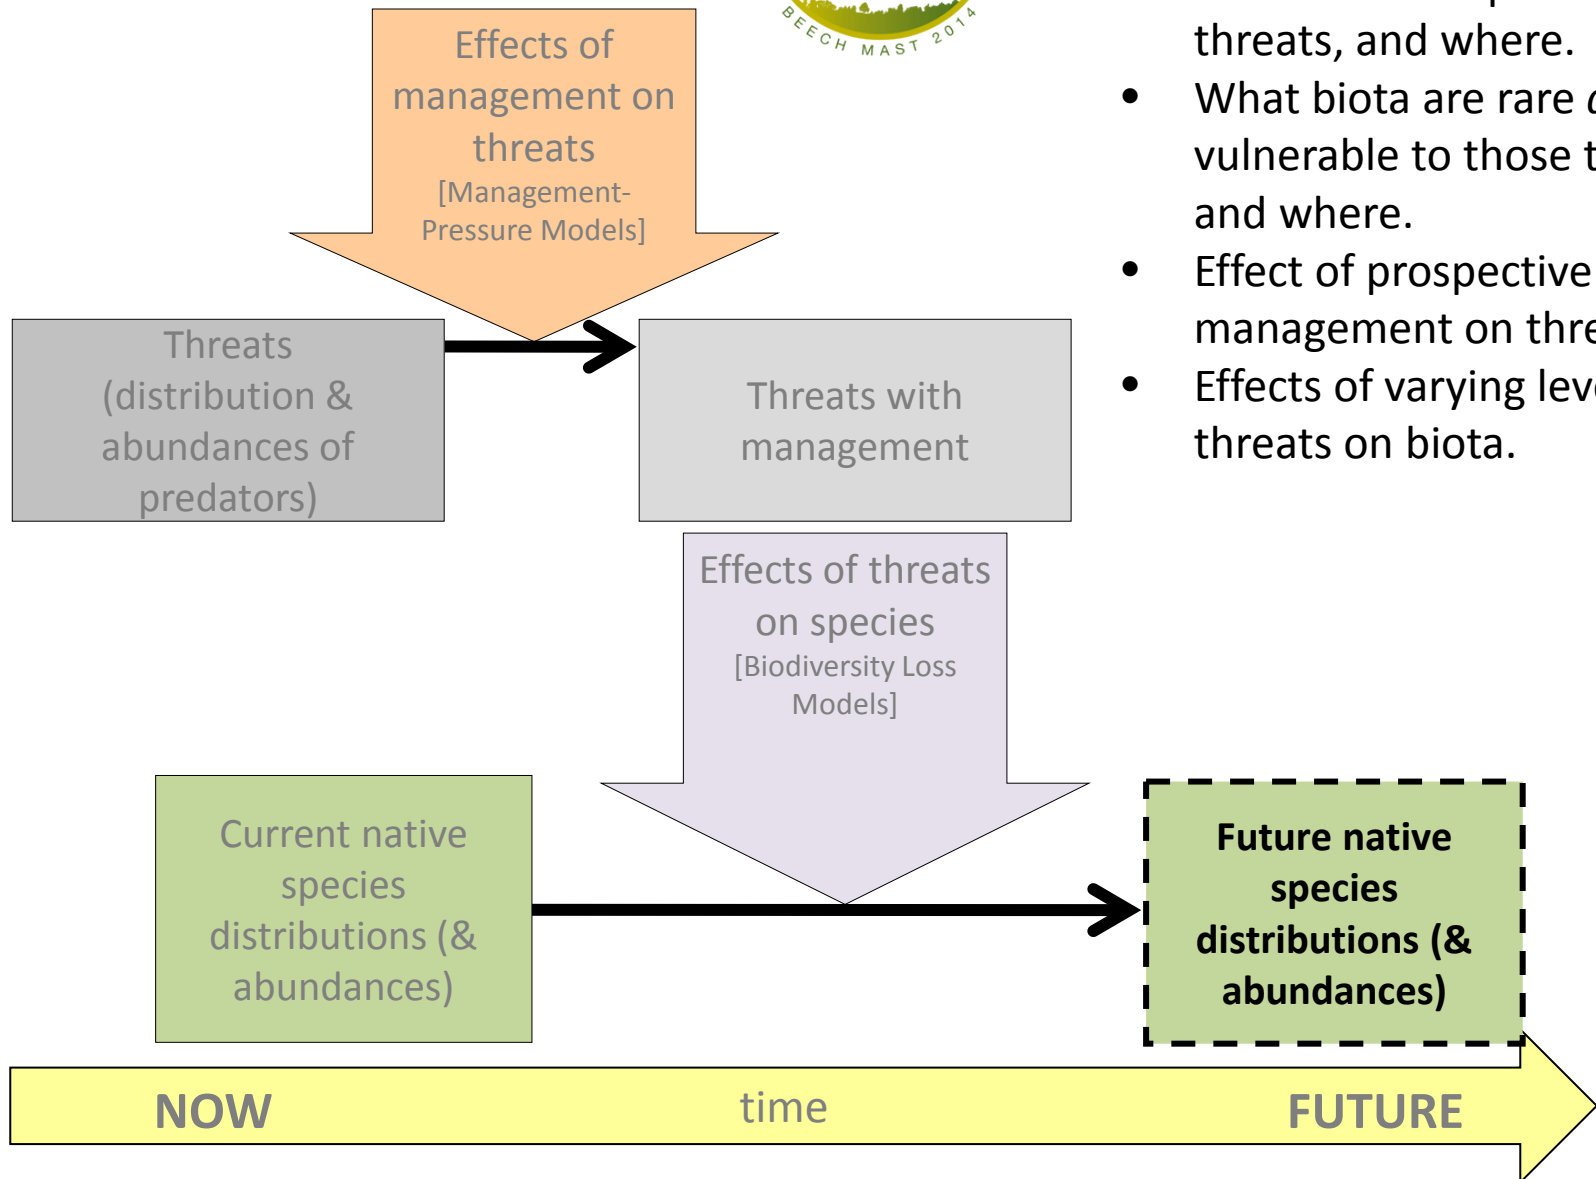 Effects of
management on
threats
[Management-
Pressure Models]
BEECH MAST 2014
threats, and where.
• What biota are rare
vulnerable to those
and where.
• Effect of prospective
management on
• Effects of varying
threats on biota.
Threats
(distribution &
abundances of
predators)
Threats with
management
Effects of threats
on species
[Biodiversity Loss
Models]
Current native
species
distributions (&
abundances)
Future native
species
distributions (&
abundances)
NOW time FUTURE